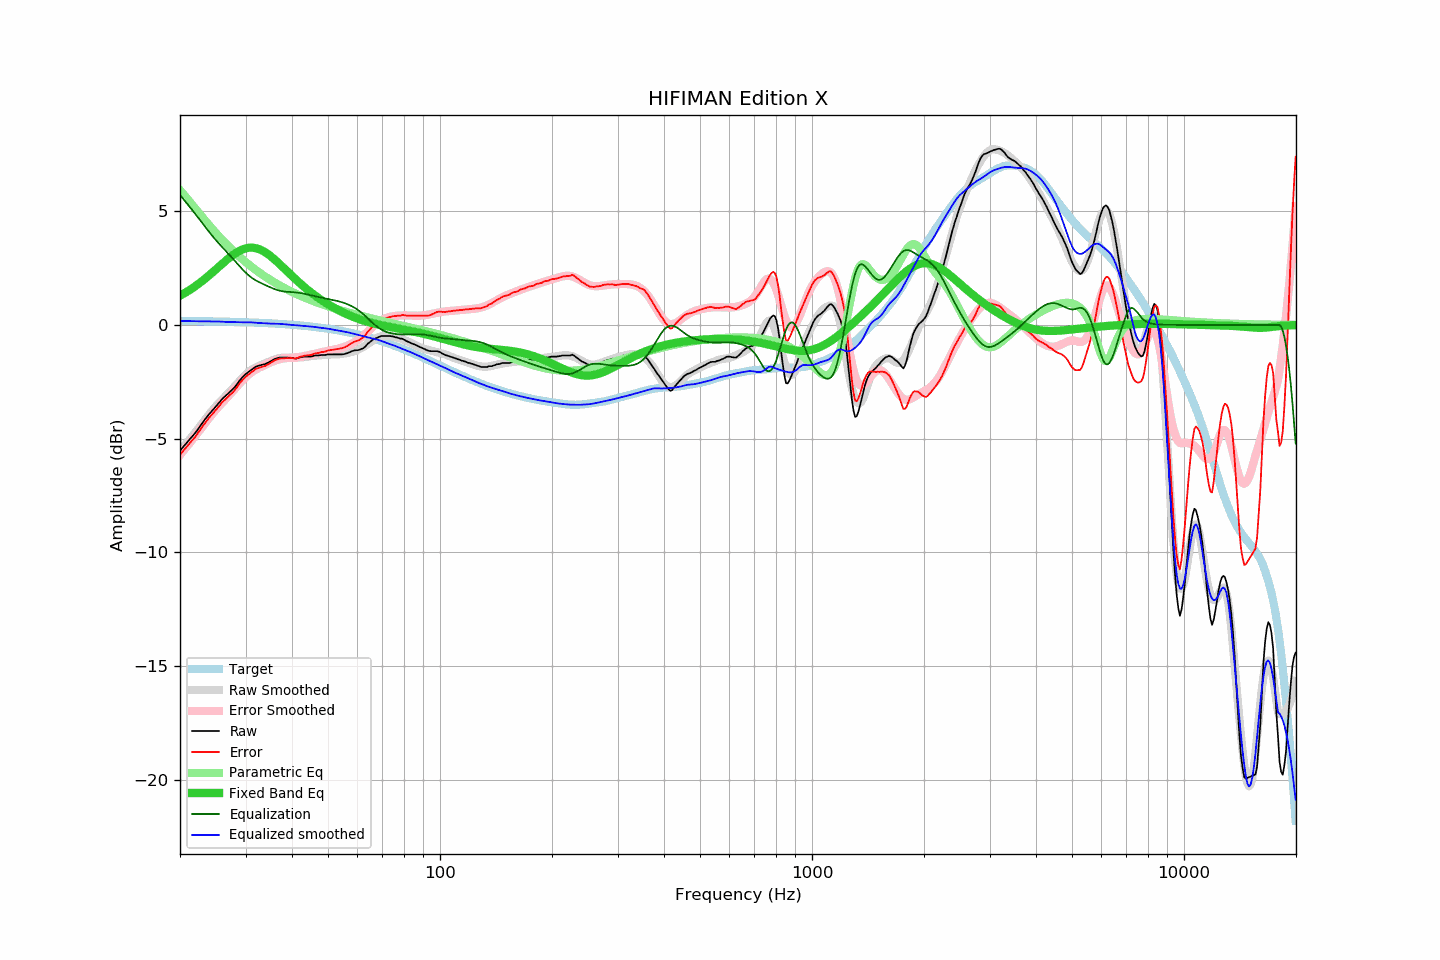 HIFIMAN Edition X
Amplitude (dBr)
5
0
−5
−10
−15
−20
Target
Raw Smoothed
Error Smoothed
Raw
Error
Parametric Eq
Fixed Band Eq
Equalization
Equalized smoothed
100
1000
10000
Frequency (Hz)